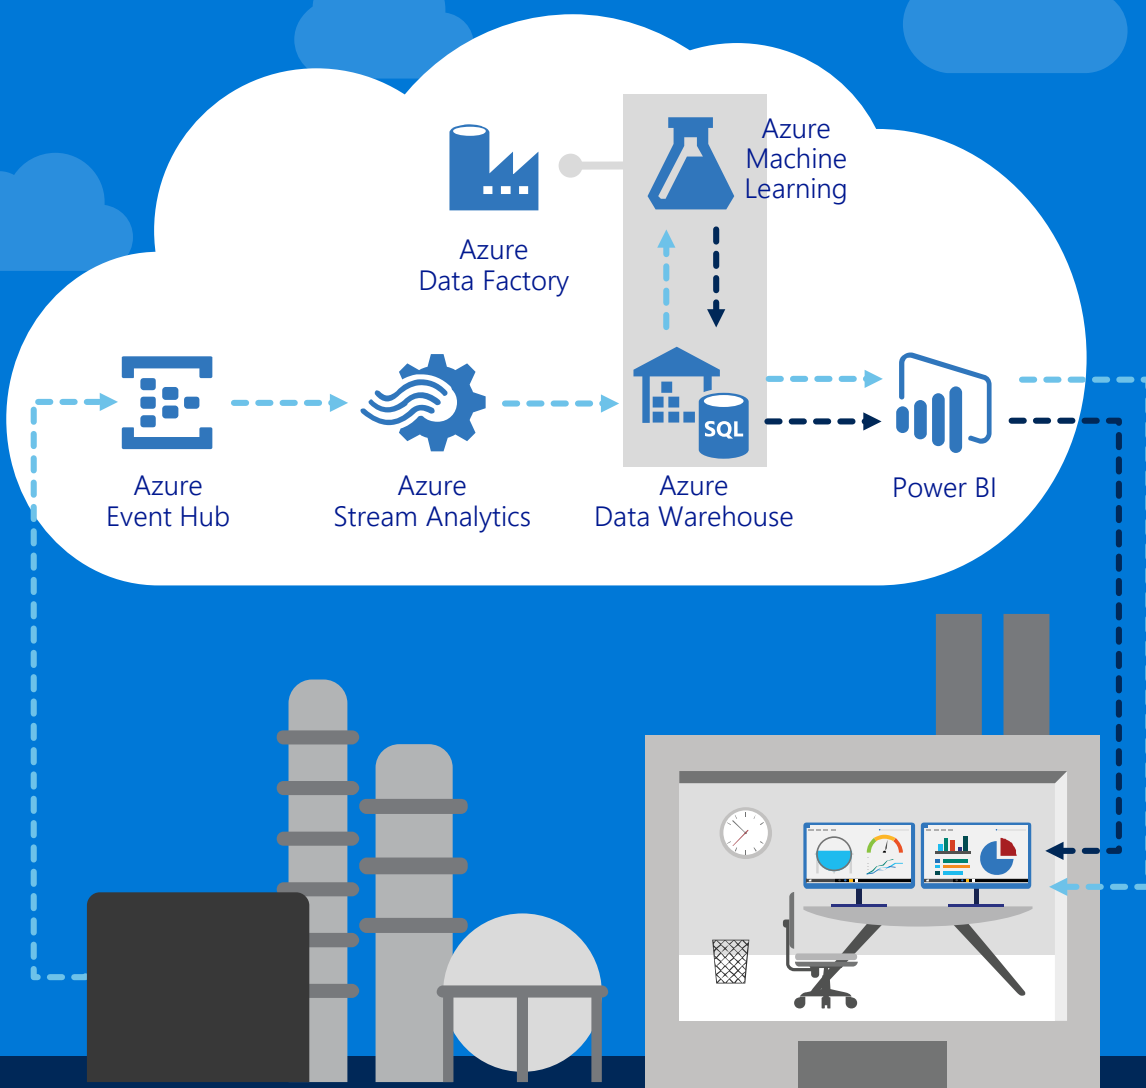 Azure
Machine
Learning
Azure
Data Factory
SQL
Azure
Event Hub
Azure
Stream Analytics
Azure
Data Warehouse
Power BI